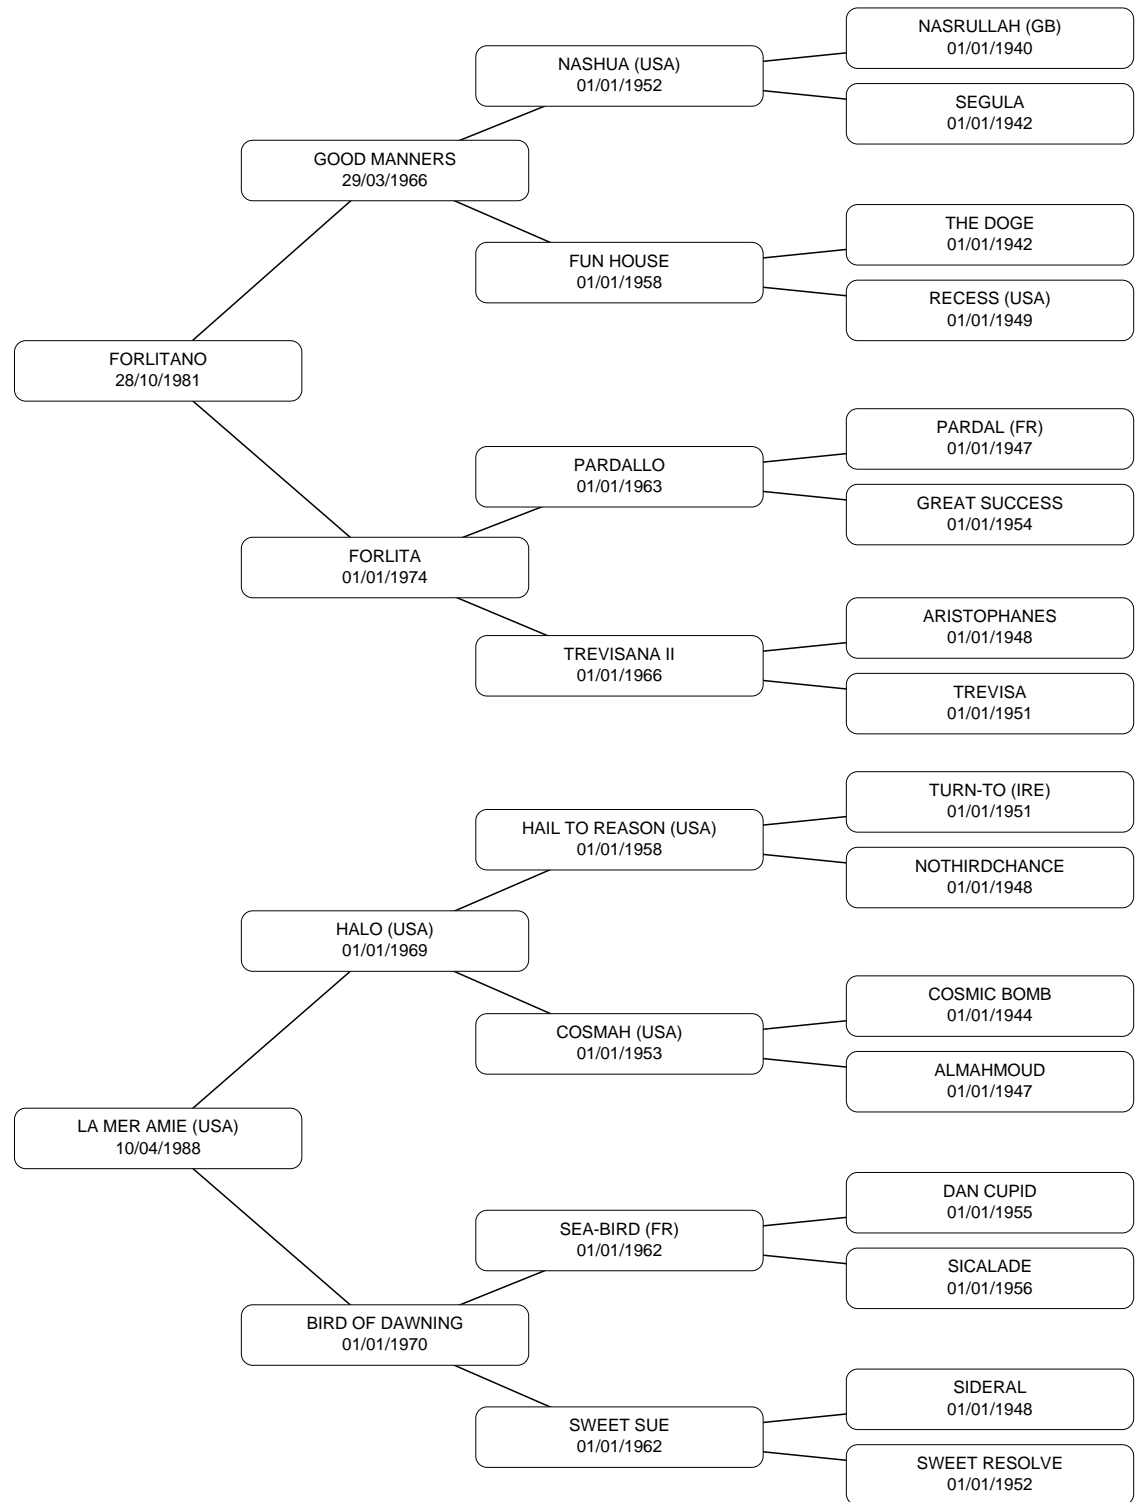 NASRULLAH (GB)
01/01/1940
NASHUA (USA)
01/01/1952
SEGULA
01/01/1942
GOOD MANNERS
29/03/1966
THE DOGE
01/01/1942
FUN HOUSE
01/01/1958
RECESS (USA)
01/01/1949
FORLITANO
28/10/1981
PARDAL (FR)
01/01/1947
PARDALLO
01/01/1963
GREAT SUCCESS
01/01/1954
FORLITA
01/01/1974
ARISTOPHANES
01/01/1948
TREVISANA II
01/01/1966
TREVISA
01/01/1951
TURN-TO (IRE)
01/01/1951
HAIL TO REASON (USA)
01/01/1958
NOTHIRDCHANCE
01/01/1948
HALO (USA)
01/01/1969
COSMIC BOMB
01/01/1944
COSMAH (USA)
01/01/1953
ALMAHMOUD
01/01/1947
LA MER AMIE (USA)
10/04/1988
DAN CUPID
01/01/1955
SEA-BIRD (FR)
01/01/1962
SICALADE
01/01/1956
BIRD OF DAWNING
01/01/1970
SIDERAL
01/01/1948
SWEET SUE
01/01/1962
SWEET RESOLVE
01/01/1952